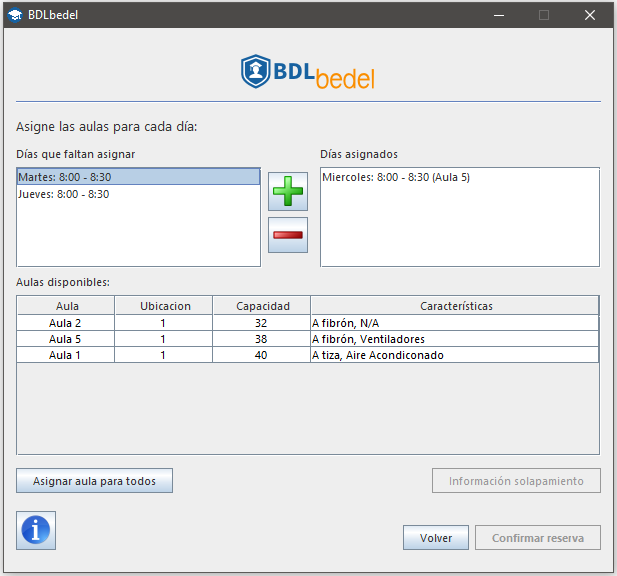 BDLbedel
BDLbedel
Asigne las aulas para cada día:
Días que faltan asignar
Días asignados
Martes: 8:00 - 8:30
Jueves: 8:00 - 8:30
Miercoles: 8:00 - 8:30 (Aula 5)
Aulas disponibles:
Aula Ubicacion Capacidad Características
Aula 2 1 32 A fibrón, N/A
Aula 5 1 38 A fibrón, Ventiladores
Aula 1 1 40 A tiza, Aire Acondiconado
Asignar aula para todos
Información solapamiento
i
Volver
Confirmar reserva